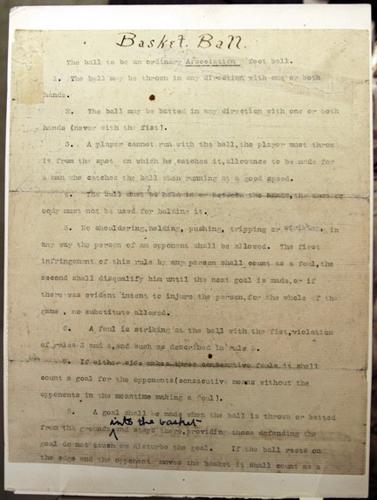 Basket Ball.
The ball to be an ordinary Association foot ball.
1. The ball may be thrown in any direction with one or both
hands.
2. The ball may be batted in any direction with one or both
hands (never with the fist).
3. A player cannot run with the ball, the player must throw
it from the spot on which he catches it, allowance to be made for
a man who catches the ball when running at a good speed.
4. The ball must be held in or between the hands, the arms or
body must not be used for holding it.
5. No shouldering, holding, pushing, tripping or striking, in
any way the person of an opponent shall be allowed. The first
infringement of this rule by any person shall count as a foul, the
second shall disqualify him until the next goal is made, or if
there was evident intent to injure the person, for the whole of the
game, no substitute allowed.
6. A foul is striking at the ball with the fist, violation
of rules 3 and 4, and such as described in rule 5.
7. If either side makes three consecutive fouls it shall
count a goal for the opponents (consecutive means without the
opponents in the meantime making a foul).
8. A goal shall be made when the ball is thrown or batted
into the basket
from the grounds and stays there, providing those defending the
goal do not touch or disturbe the goal. If the ball rests on
the edge and the opponent moves the basket it shall count as a